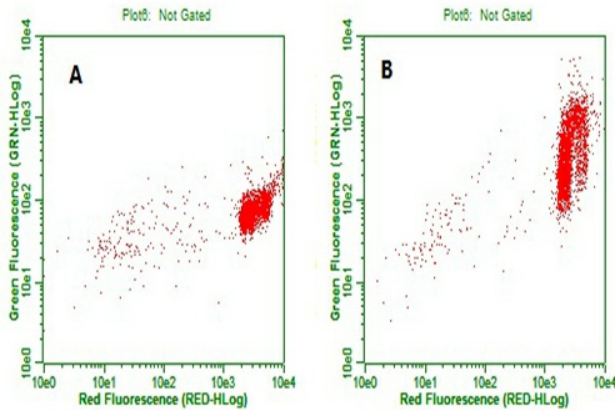 Plot6: Not Gated
A
Green Fluorescence (GRN-HLog)
10e4
10e3
10e2
10e1
10e0
10e0
10e1
10e2
10e3
10e4
Red Fluorescence (RED-HLog)
Plot6: Not Gated
B
Green Fluorescence (GRN-HLog)
10e4
10e3
10e2
10e1
10e0
10e0
10e1
10e2
10e3
10e4
Red Fluorescence (RED-HLog)